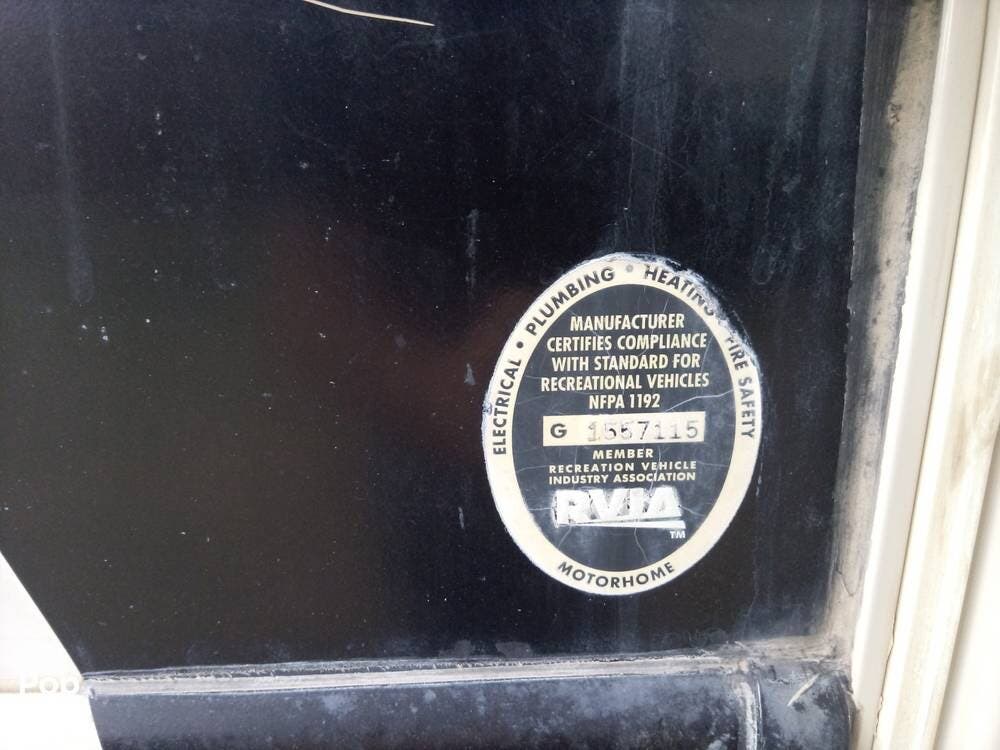 ELECTRICAL • PLUMBING • HEATING FIRE SAFETY
MANUFACTURER
CERTIFIES COMPLIANCE
WITH STANDARD FOR
RECREATIONAL VEHICLES
NFPA 1192
G 1557115
MEMBER
RECREATION VEHICLE
INDUSTRY ASSOCIATION
RVIA
TM
MOTORHOME
Pop